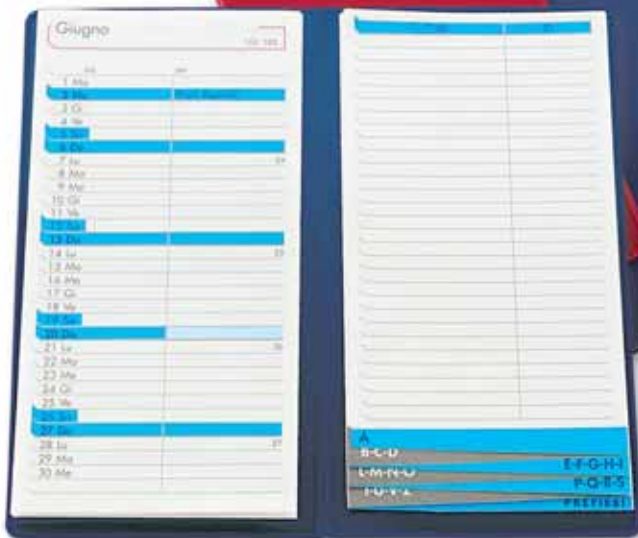 Giugno
1 Ma
2 Me
3 Gi
4 Ve
5 Sa
6 Do
7 Lu
8 Ma
9 Me
10 Gi
11 Ve
12 Sa
13 Do
14 Lu
15 Ma
16 Me
17 Gi
18 Ve
19 Sa
20 Do
21 Lu
22 Ma
23 Me
24 Gi
25 Ve
26 Sa
27 Do
28 Lu
29 Ma
30 Me
A
B-C-D
E-F-G-H-I
L-M-N-O
P-Q-R-S
T-U-V-Z
PREFISSI